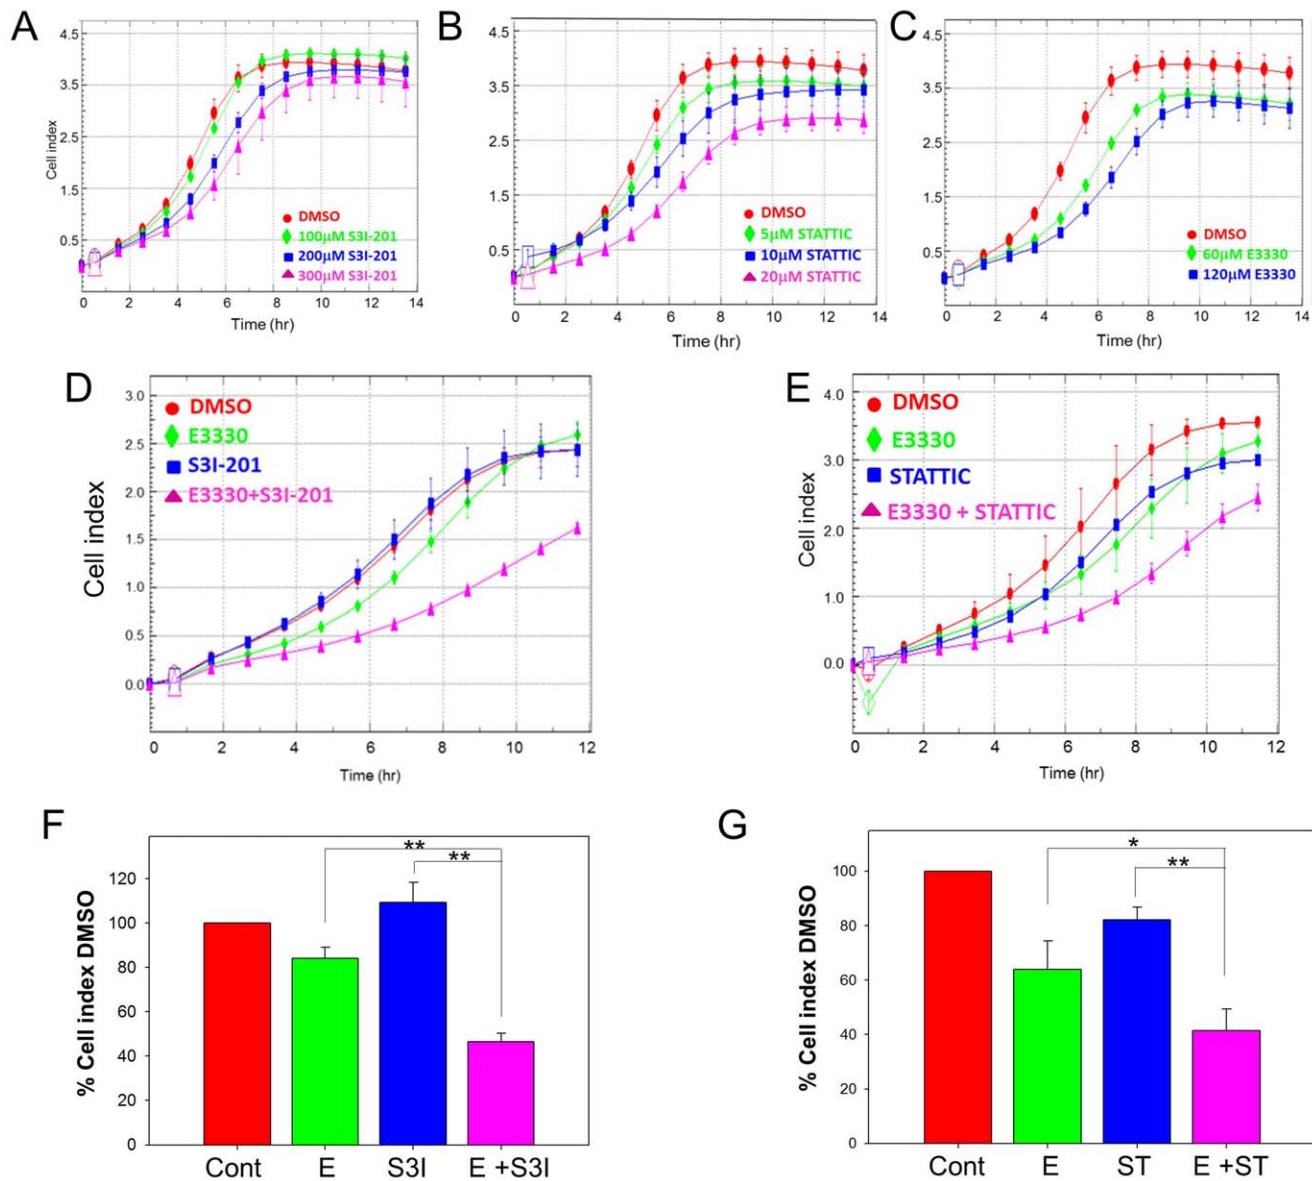 A
4.5
3.5
2.5
1.5
0.5
Cell index
DMSO
100μM S3I-201
200μM S3I-201
300μM S3I-201
0 2 4 6 8 10 12 14
Time (hr)
B
4.5
3.5
2.5
1.5
0.5
DMSO
5μM STATTIC
10μM STATTIC
20μM STATTIC
0 2 4 6 8 10 12 14
Time (hr)
C
4.5
3.5
2.5
1.5
0.5
DMSO
60μM E3330
120μM E3330
0 2 4 6 8 10 12 14
Time (hr)
D
3.0
2.5
2.0
1.5
1.0
0.5
0.0
Cell index
DMSO
E3330
S3I-201
E3330+S3I-201
0 2 4 6 8 10 12
Time (hr)
E
4.0
3.0
2.0
1.0
0.0
Cell index
DMSO
E3330
STATTIC
E3330 + STATTIC
0 2 4 6 8 10 12
Time (hr)
F
% Cell index DMSO
120
100
80
60
40
20
0
**
**
Cont E S3I E +S3I
G
% Cell index DMSO
100
80
60
40
20
0
*
**
Cont E ST E +ST